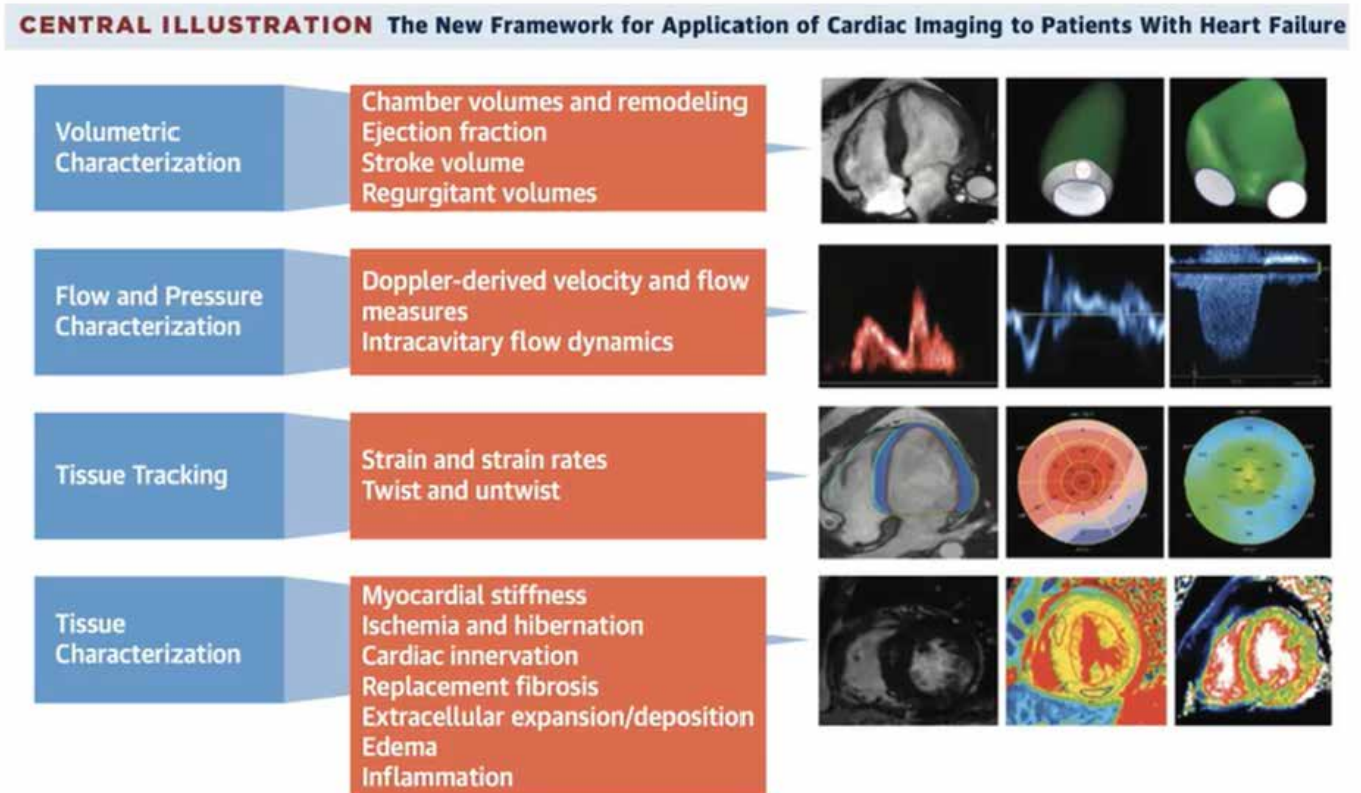 CENTRAL ILLUSTRATION The New Framework for Application of Cardiac Imaging to Patients With Heart Failure
Volumetric
Characterization
Chamber volumes and remodeling
Ejection fraction
Stroke volume
Regurgitant volumes
Flow and Pressure
Characterization
Doppler-derived velocity and flow
measures
Intracavitary flow dynamics
Tissue Tracking
Strain and strain rates
Twist and untwist
Tissue
Characterization
Myocardial stiffness
Ischemia and hibernation
Cardiac innervation
Replacement fibrosis
Extracellular expansion/deposition
Edema
Inflammation